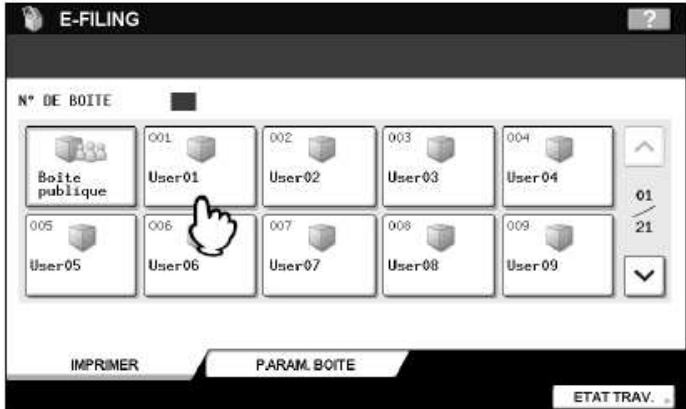 E-FILING
?
N° DE BOITE
Boite
publique
001
User01
002
User02
003
User03
004
User04
01
21
005
User05
006
User06
007
User07
008
User08
009
User09
IMPRIMER
PARAM. BOITE
ETAT TRAV.